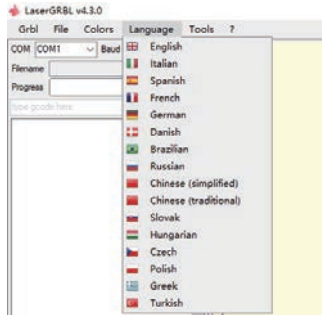 LaserGRBL v4.3.0
Grbl File Colors Language Tools ?
COM COM1 Baud
Filename
Progress
type gcode here
English
Italian
Spanish
French
German
Danish
Brazilian
Russian
Chinese (simplified)
Chinese (traditional)
Slovak
Hungarian
Czech
Polish
Greek
Turkish